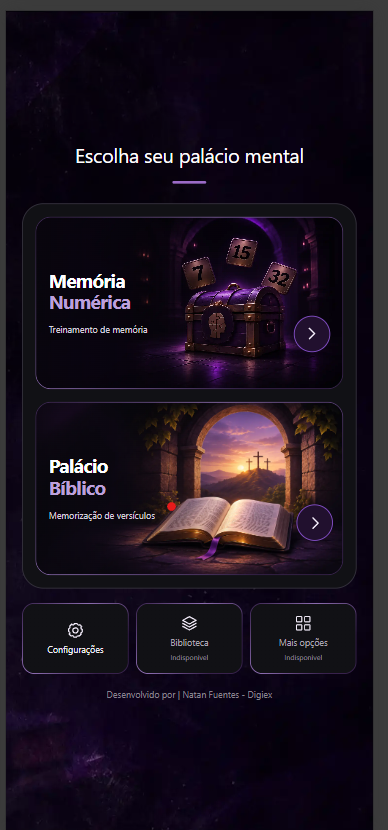 Escolha seu palácio mental
7
15
32
Memória
Numérica
Treinamento de memória
Palácio
Bíblico
Memorização de versículos
Configurações
Biblioteca
Indisponível
Mais opções
Indisponível
Desenvolvido por | Natan Fuentes - Digiex